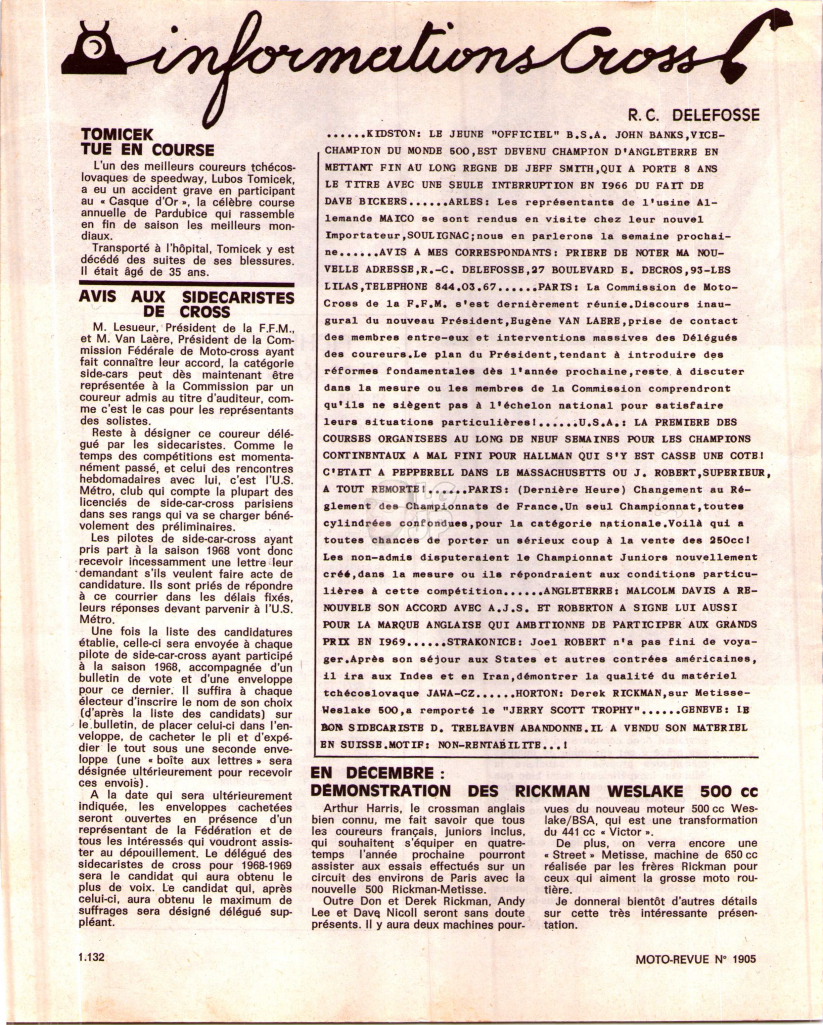 informations Cross
R. C. DELEFOSSE
TOMICEK
TUE EN COURSE
L'un des meilleurs coureurs tchécos-
lovaques de speedway, Lubos Tomicek,
a eu un accident grave en participant
au « Casque d'Or », la célèbre course
annuelle de Pardubice qui rassemble
en fin de saison les meilleurs mon-
diaux.
Transporté à l'hôpital, Tomicek y est
décédé des suites de ses blessures.
Il était âgé de 35 ans.
AVIS AUX SIDECARISTES
DE CROSS
M. Lesueur, Président de la F.F.M.,
et M. Van Laère, Président de la Com-
mission Fédérale de Moto-cross ayant
fait connaître leur accord, la catégorie
side-cars peut dès maintenant être
représentée à la Commission par un
coureur admis au titre d'auditeur, com-
me c'est le cas pour les représentants
des solistes.
Reste à désigner ce coureur délé-
gué par les sidecaristes. Comme le
temps des compétitions est momenta-
nément passé, et celui des rencontres
hebdomadaires avec lui, c'est l'U.S.
Métro, club qui compte la plupart des
licenciés de side-car-cross parisiens
dans ses rangs qui va se charger béné-
volement des préliminaires.
Les pilotes de side-car-cross ayant
pris part à la saison 1968 vont donc
recevoir incessamment une lettre leur
demandant s'ils veulent faire acte de
candidature. Ils sont priés de répondre
à ce courrier dans les délais fixés,
leurs réponses devant parvenir à l'U.S.
Métro.
Une fois la liste des candidatures
établie, celle-ci sera envoyée à chaque
pilote de side-car-cross ayant participé
à la saison 1968, accompagnée d'un
bulletin de vote et d'une enveloppe
pour ce dernier. Il suffira à chaque
électeur d'inscrire le nom de son choix
(d'après la liste des candidats) sur
le bulletin, de placer celui-ci dans l'en-
veloppe, de cacheter le pli et d'expé-
dier le tout sous une seconde enve-
loppe (une « boîte aux lettres » sera
désignée ultérieurement pour recevoir
ces envois).
A la date qui sera ultérieurement
indiquée, les enveloppes cachetées
seront ouvertes en présence d'un
représentant de la Fédération et de
tous les intéressés qui voudront assis-
ter au dépouillement. Le délégué des
sidecaristes de cross pour 1968-1969
sera le candidat qui aura obtenu le
plus de voix. Le candidat qui, après
celui-ci, aura obtenu le maximum de
suffrages sera désigné délégué sup-
pléant.
......KIDSTON: LE JEUNE "OFFICIEL" B.S.A. JOHN BANKS,VICE-
CHAMPION DU MONDE 500,EST DEVENU CHAMPION D'ANGLETERRE EN
METTANT FIN AU LONG REGNE DE JEFF SMITH,QUI A PORTE 8 ANS
LE TITRE AVEC UNE SEULE INTERRUPTION EN I966 DU FAIT DE
DAVE BICKERS......ARLES: Les représentants de l'usine Al-
lemande MAICO se sont rendus en visite chez leur nouvel
Importateur,SOULIGNAC;nous en parlerons la semaine prochai-
ne......AVIS A MES CORRESPONDANTS: PRIERE DE NOTER MA NOU-
VELLE ADRESSE,R.-C. DELEFOSSE,27 BOULEVARD E. DECROS,93-LES
LILAS,TELEPHONE 844.03.67......PARIS: La Commission de Moto-
Cross de la F.F.M. s'est dernièrement réunie.Discours inau-
gural du nouveau Président,Eugène VAN LAERE,prise de contact
des membres entre-eux et interventions massives des Délégués
des coureurs.Le plan du Président,tendant à introduire des
réformes fondamentales dès l'année prochaine,reste à discuter
dans la mesure ou les membres de la Commission comprendront
qu'ils ne siègent pas à l'échelon national pour satisfaire
leurs situations particulières!......U.S.A.: LA PREMIERE DES
COURSES ORGANISEES AU LONG DE NEUF SEMAINES POUR LES CHAMPIONS
CONTINENTAUX A MAL FINI POUR HALLMAN QUI S'Y EST CASSE UNE COTE!
C'ETAIT A PEPPERELL DANS LE MASSACHUSETTS OU J. ROBERT,SUPERIEUR,
A TOUT REMORTE!......PARIS: (Dernière Heure) Changement au Ré-
glement des Championnats de France.Un seul Championnat,toutes
cylindrées confondues,pour la catégorie nationale.Voilà qui a
toutes chances de porter un sérieux coup à la vente des 250cc!
Les non-admis disputeraient le Championnat Juniors nouvellement
créé,dans la mesure ou ils répondraient aux conditions particu-
lières à cette compétition......ANGLETERRE: MALCOLM DAVIS A RE-
NOUVELE SON ACCORD AVEC A.J.S. ET ROBERTON A SIGNE LUI AUSSI
POUR LA MARQUE ANGLAISE QUI AMBITIONNE DE PARTICIPER AUX GRANDS
PRIX EN I969......STRAKONICE: Joel ROBERT n'a pas fini de voya-
ger.Après son séjour aux States et autres contrées américaines,
il ira aux Indes et en Iran,démontrer la qualité du matériel
tchécoslovaque JAWA-CZ......HORTON: Derek RICKMAN,sur Metisse-
Weslake 500,a remporté le "JERRY SCOTT TROPHY"......GENEVE: LE
BON SIDECARISTE D. TRELEAVEN ABANDONNE.IL A VENDU SON MATERIEL
EN SUISSE.MOTIF: NON-RENTABILITE...!
EN DÉCEMBRE :
DÉMONSTRATION DES RICKMAN WESLAKE 500 cc
Arthur Harris, le crossman anglais
bien connu, me fait savoir que tous
les coureurs français, juniors inclus,
qui souhaitent s'équiper en quatre-
temps l'année prochaine pourront
assister aux essais effectués sur un
circuit des environs de Paris avec la
nouvelle 500 Rickman-Metisse.
Outre Don et Derek Rickman, Andy
Lee et Dave Nicoll seront sans doute
présents. Il y aura deux machines pour-
vues du nouveau moteur 500 cc Wes-
lake/BSA, qui est une transformation
du 441 cc « Victor ».
De plus, on verra encore une
« Street » Metisse, machine de 650 cc
réalisée par les frères Rickman pour
ceux qui aiment la grosse moto rou-
tière.
Je donnerai bientôt d'autres détails
sur cette très intéressante présen-
tation.
1.132
MOTO-REVUE N° 1905